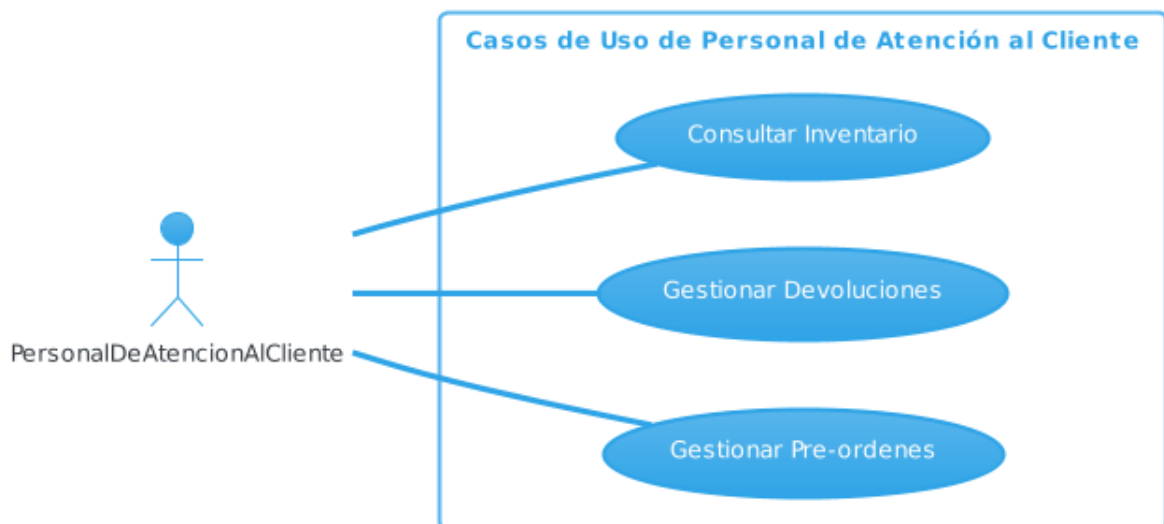 Casos de Uso de Personal de Atención al Cliente
Consultar Inventario
Gestionar Devoluciones
PersonalDeAtencionAlCliente
Gestionar Pre-ordenes